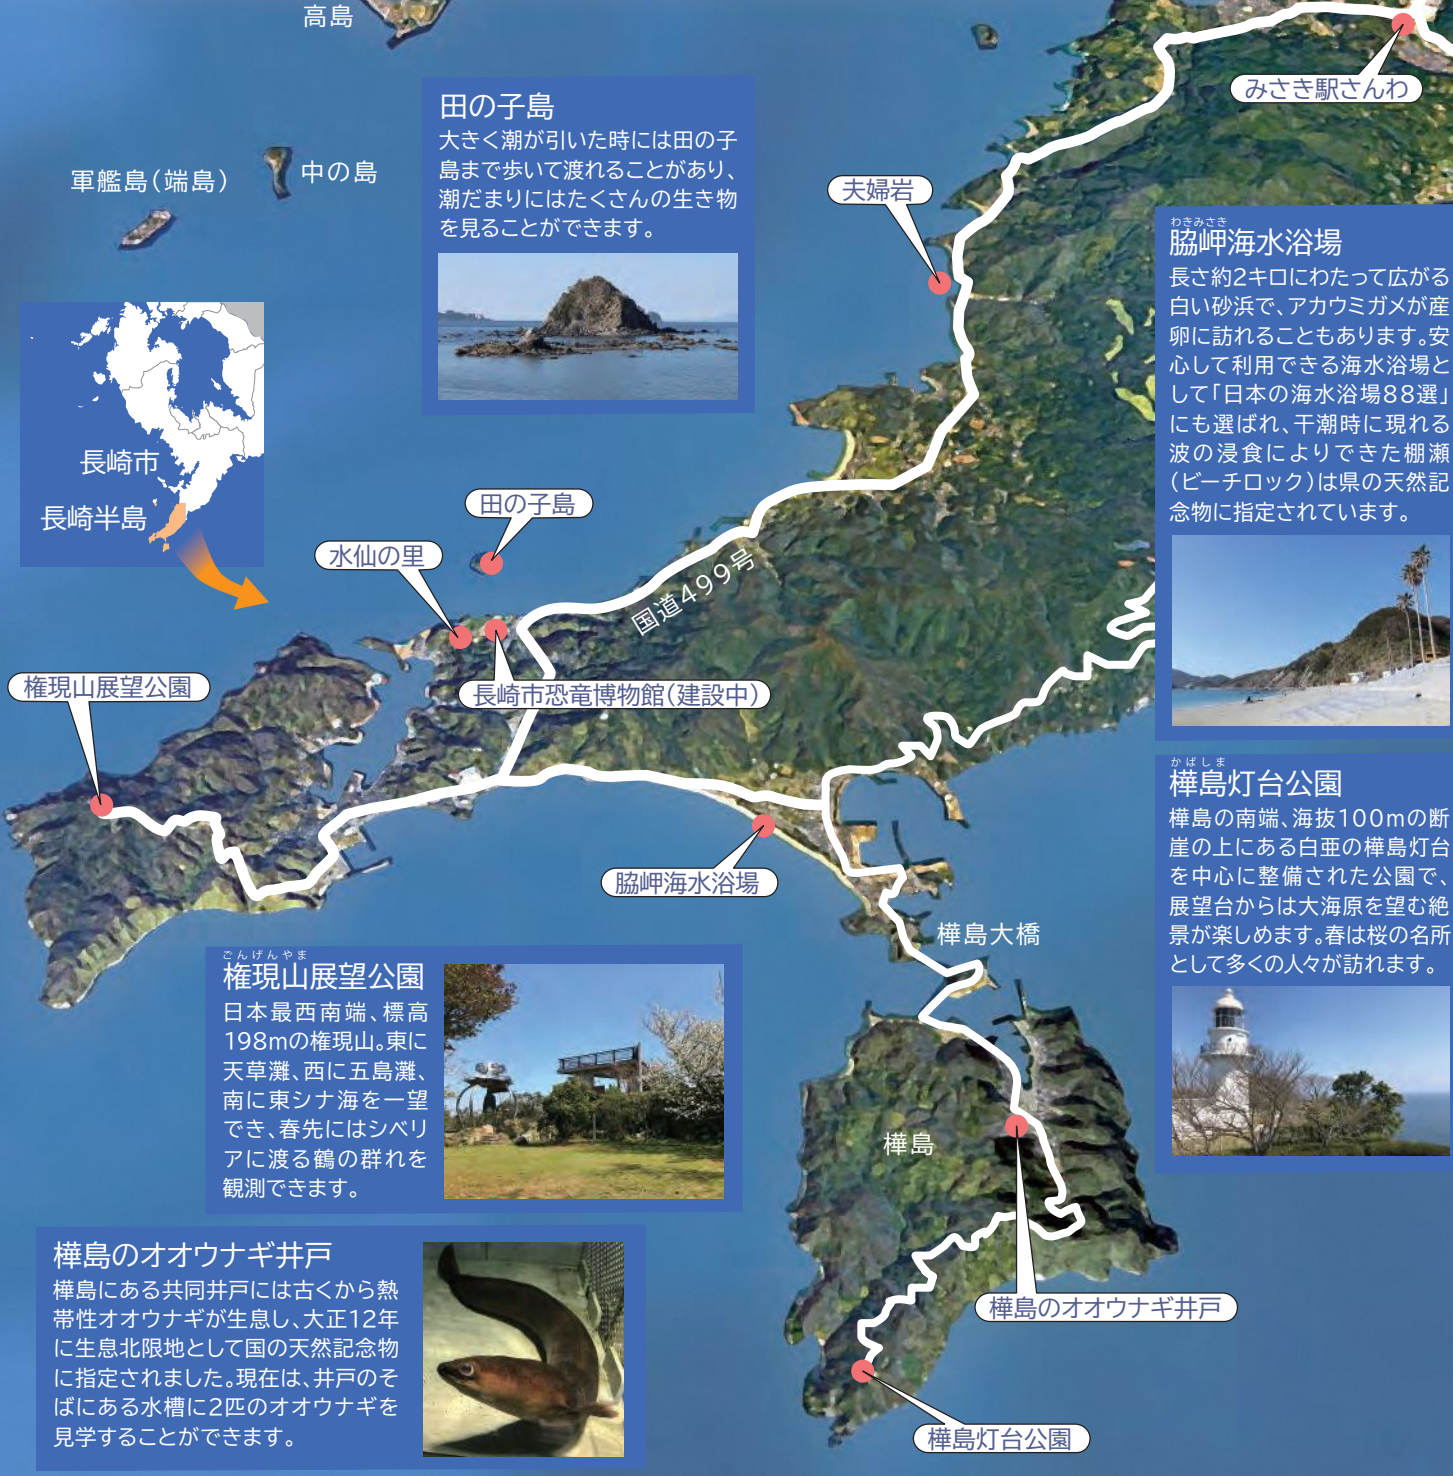 高島
みさき駅さんわ
田の子島
大きく潮が引いた時には田の子
島まで歩いて渡れることがあり、
潮だまりにはたくさんの生き物
を見ることができます。
軍艦島（端島）
中の島
夫婦岩
わきみさき
脇岬海水浴場
長さ約2キロにわたって広がる
白い砂浜で、アカウミガメが産
卵に訪れることもあります。安
心して利用できる海水浴場と
して「日本の海水浴場88選」
にも選ばれ、干潮時に現れる
波の浸食によりできた棚瀬
（ビーチロック）は県の天然記
念物に指定されています。
長崎市
長崎半島
田の子島
水仙の里
国道499号
権現山展望公園
長崎市恐竜博物館（建設中）
脇岬海水浴場
かばしま
樺島灯台公園
樺島の南端、海抜100mの断
崖の上にある白亜の樺島灯台
を中心に整備された公園で、
展望台からは大海原を望む絶
景が楽しめます。春は桜の名所
として多くの人々が訪れます。
樺島大橋
ごんげんやま
権現山展望公園
日本最西南端、標高
198mの権現山。東に
天草灘、西に五島灘、
南に東シナ海を一望
でき、春先にはシベリ
アに渡る鶴の群れを
観測できます。
樺島
樺島のオオウナギ井戸
樺島にある共同井戸には古くから熱
帯性オオウナギが生息し、大正12年
に生息北限地として国の天然記念物
に指定されました。現在は、井戸のそ
ばにある水槽に2匹のオオウナギを
見学することができます。
樺島のオオウナギ井戸
樺島灯台公園